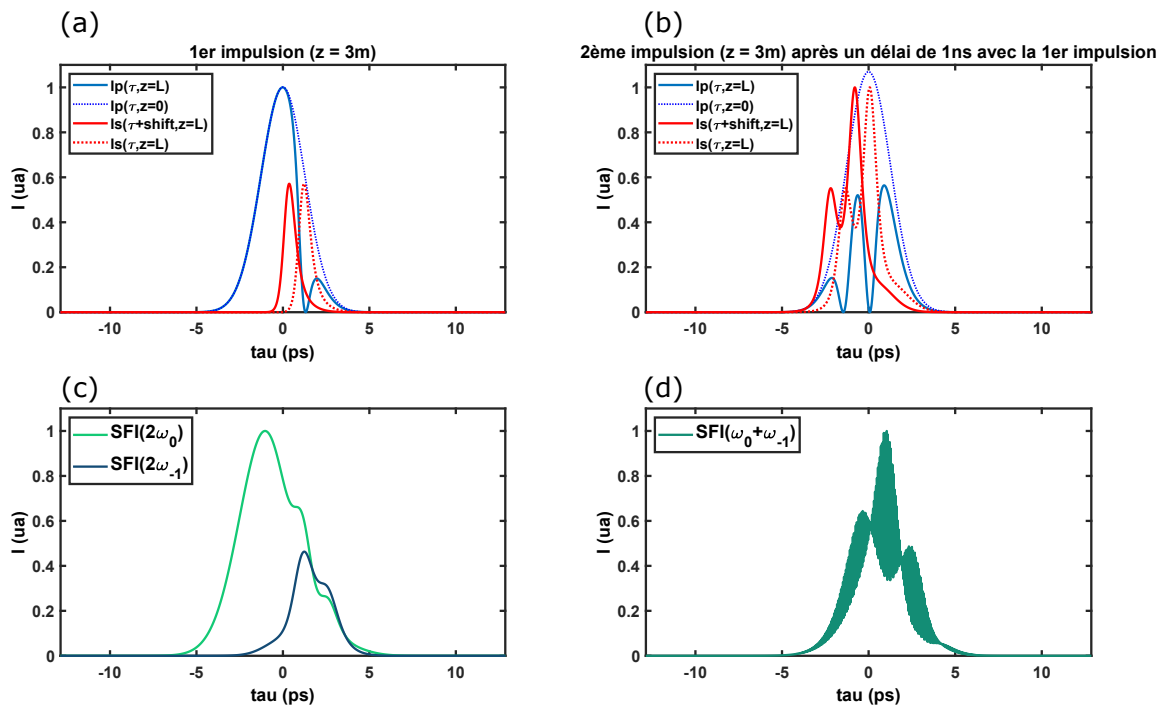 (a)
1er impulsion (z = 3m)
Ip(τ,z=L)
Ip(τ,z=0)
Is(τ+shift,z=L)
Is(τ,z=L)
I (ua)
1
0.8
0.6
0.4
0.2
0
-10
-5
0
5
10
tau (ps)
(b)
2ème impulsion (z = 3m) après un délai de 1ns avec la 1er impulsion
Ip(τ,z=L)
Ip(τ,z=0)
Is(τ+shift,z=L)
Is(τ,z=L)
I (ua)
1
0.8
0.6
0.4
0.2
0
-10
-5
0
5
10
tau (ps)
(c)
SFI(2ω_0)
SFI(2ω_-1)
I (ua)
1
0.8
0.6
0.4
0.2
0
-10
-5
0
5
10
tau (ps)
(d)
SFI(ω_0+ω_-1)
I (ua)
1
0.8
0.6
0.4
0.2
0
-10
-5
0
5
10
tau (ps)